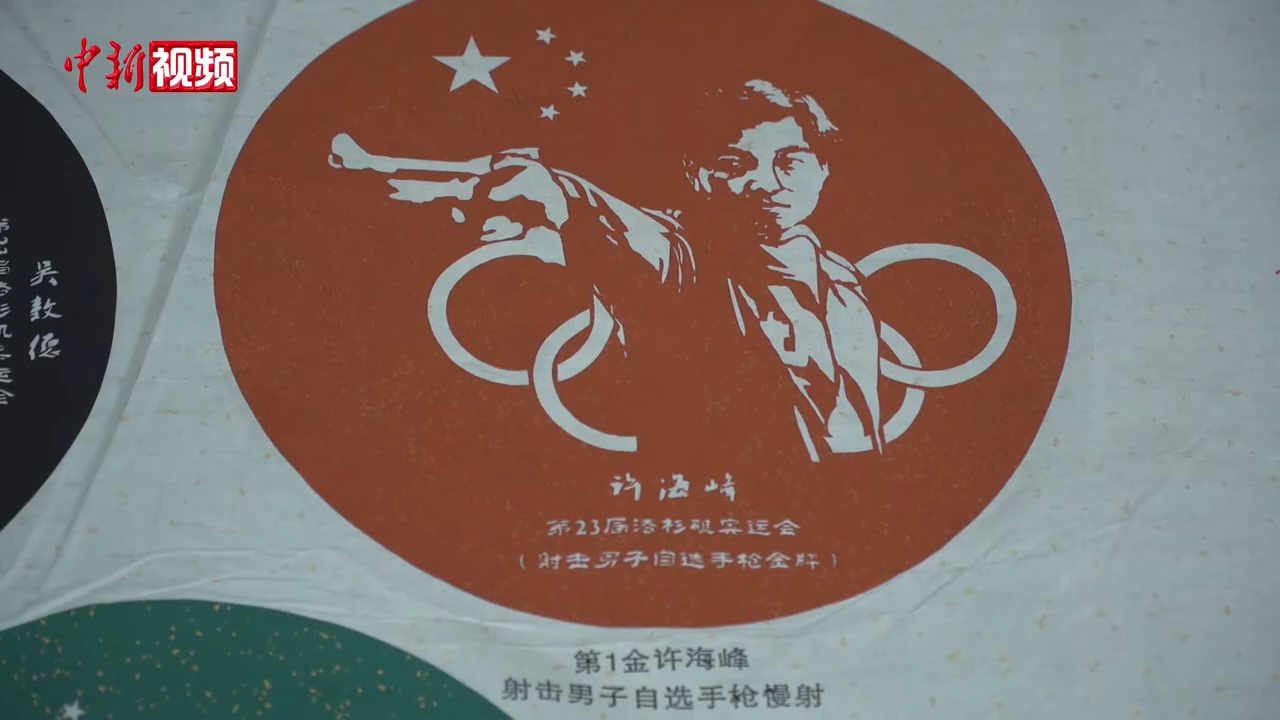 中新视频
吴数德
许海峰
第23届洛杉矶奥运会
（射击男子自选手枪金牌）
第1金许海峰
射击男子自选手枪慢射